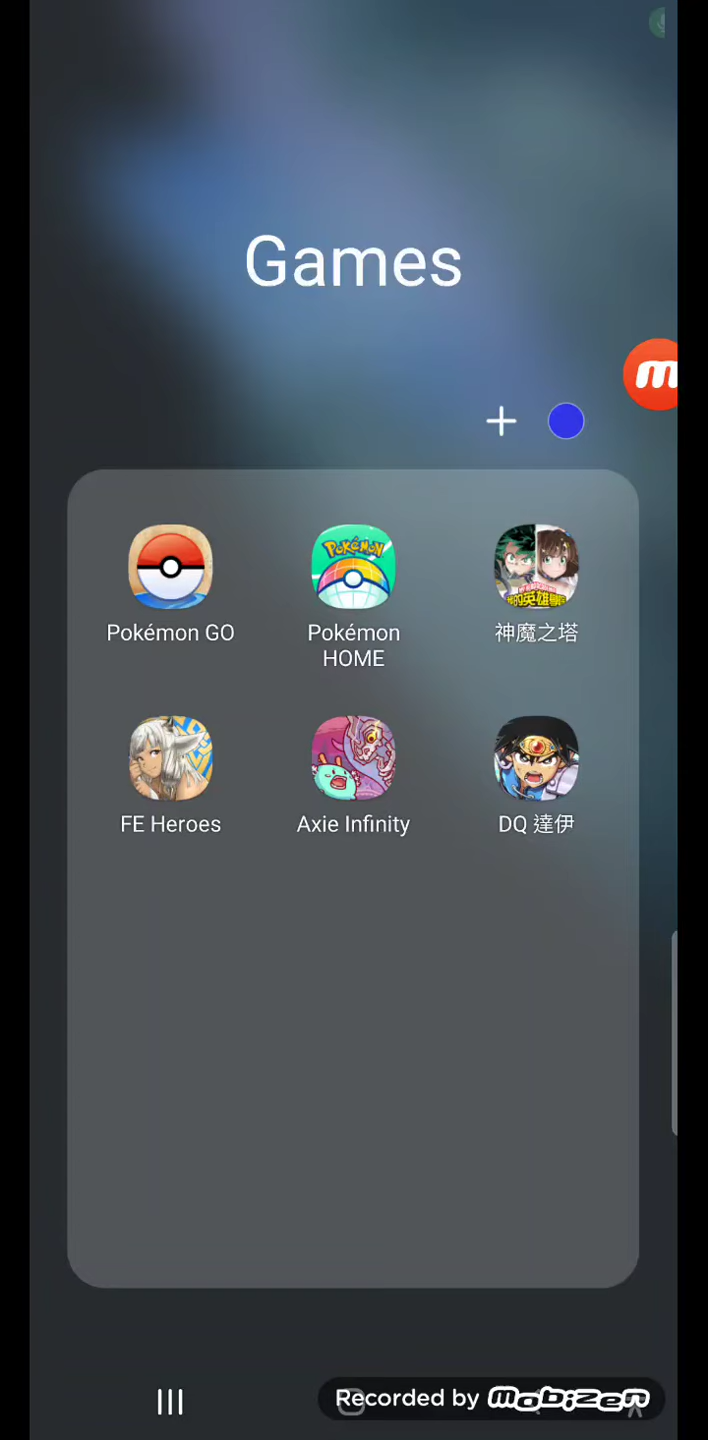 Games
m
Pokémon GO
POKÉMON
Pokémon
HOME
神魔之塔
FE Heroes
Axie Infinity
DQ 達伊
Recorded by mobizen